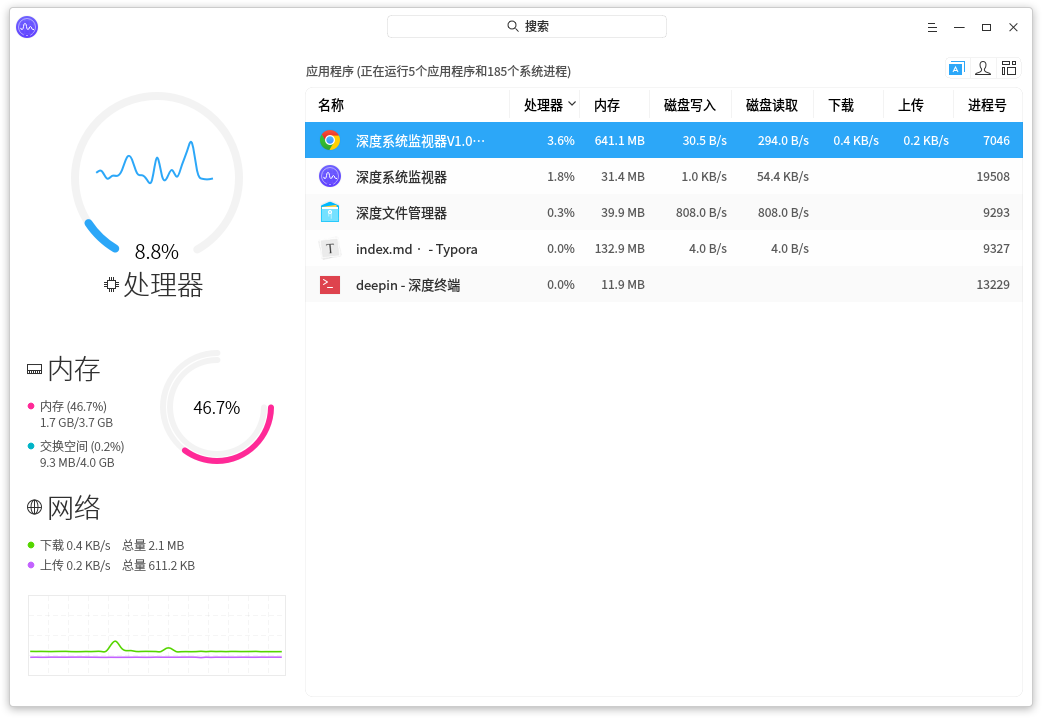 搜索
应用程序 (正在运行5个应用程序和185个系统进程)
A
名称 处理器 内存 磁盘写入 磁盘读取 下载 上传 进程号
深度系统监视器V1.0··· 3.6% 641.1 MB 30.5 B/s 294.0 B/s 0.4 KB/s 0.2 KB/s 7046
深度系统监视器 1.8% 31.4 MB 1.0 KB/s 54.4 KB/s 19508
深度文件管理器 0.3% 39.9 MB 808.0 B/s 808.0 B/s 9293
T index.md · - Typora 0.0% 132.9 MB 4.0 B/s 4.0 B/s 9327
>_ deepin - 深度终端 0.0% 11.9 MB 13229
8.8%
处理器
内存
46.7%
内存 (46.7%)
1.7 GB/3.7 GB
交换空间 (0.2%)
9.3 MB/4.0 GB
网络
下载 0.4 KB/s 总量 2.1 MB
上传 0.2 KB/s 总量 611.2 KB